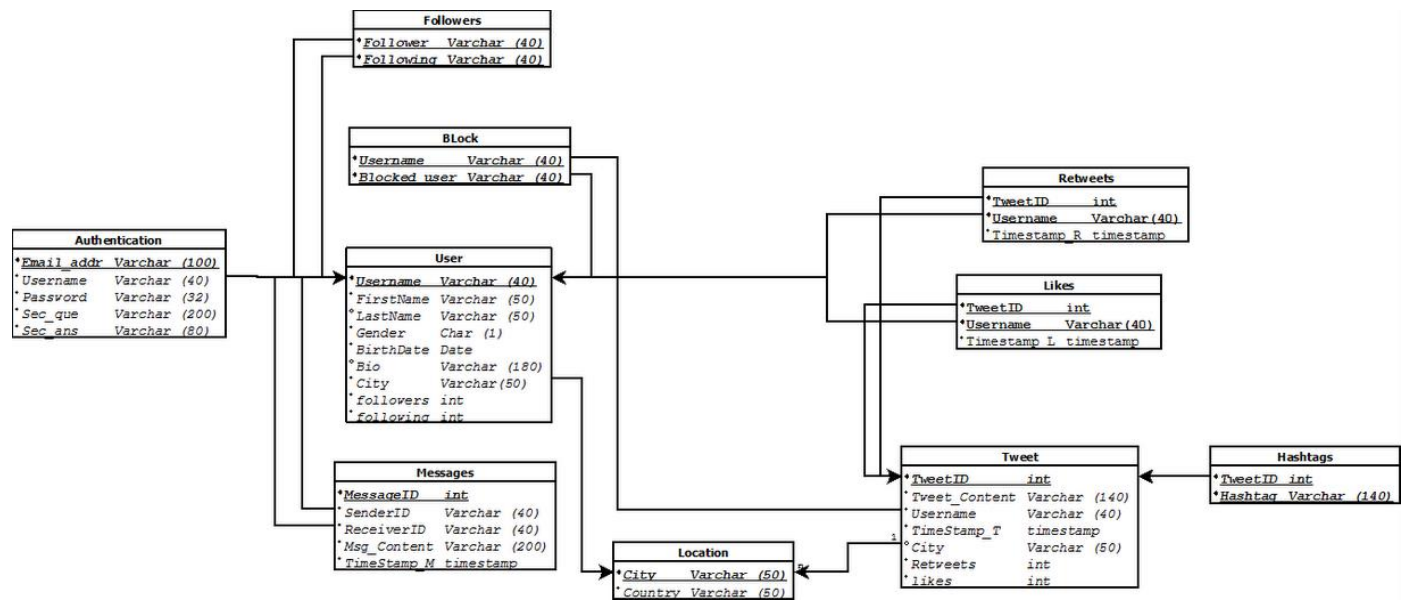 Followers
Follower Varchar (40)
Following Varchar (40)
BLock
Username Varchar (40)
Blocked user Varchar (40)
Authentication
Email_addr Varchar (100)
Username Varchar (40)
Password Varchar (32)
Sec_que Varchar (200)
Sec_ans Varchar (80)
User
Username Varchar (40)
FirstName Varchar (50)
LastName Varchar (50)
Gender Char (1)
BirthDate Date
Bio Varchar (180)
City Varchar(50)
followers int
following int
Messages
MessageID int
SenderID Varchar (40)
ReceiverID Varchar (40)
Msg_Content Varchar (200)
TimeStamp_M timestamp
Location
City Varchar (50)
Country Varchar (50)
Retweets
TweetID int
Username Varchar(40)
Timestamp_R timestamp
Likes
TweetID int
Username Varchar(40)
Timestamp_L timestamp
Tweet
TweetID int
Tweet_Content Varchar (140)
Username Varchar (40)
TimeStamp_T timestamp
City Varchar (50)
Retweets int
likes int
1
Hashtags
TweetID int
Hashtag Varchar (140)